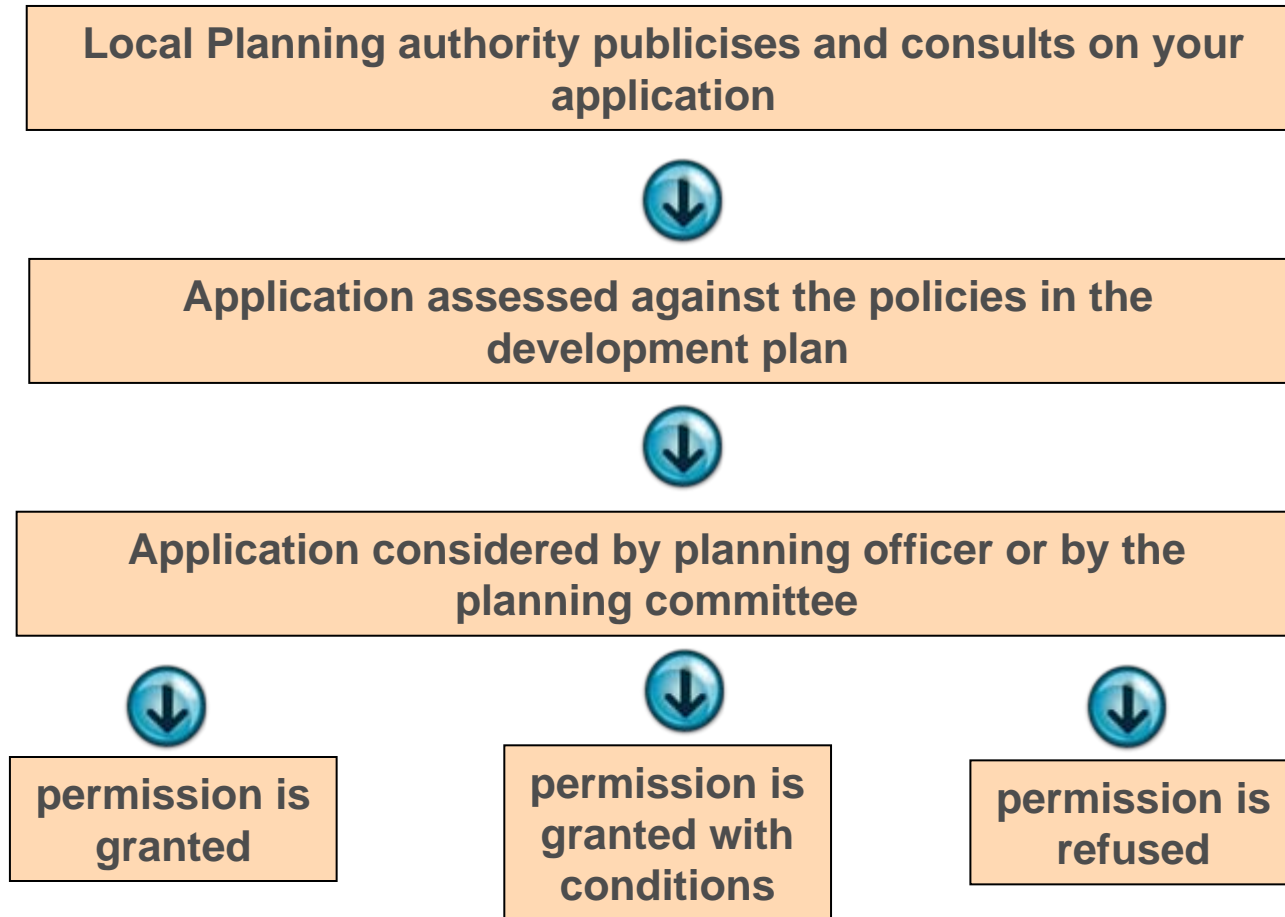 Local Planning authority publicises and consults on your
application
Application assessed against the policies in the
development plan
Application considered by planning officer or by the
planning committee
permission is
granted
permission is
granted with
conditions
permission is
refused